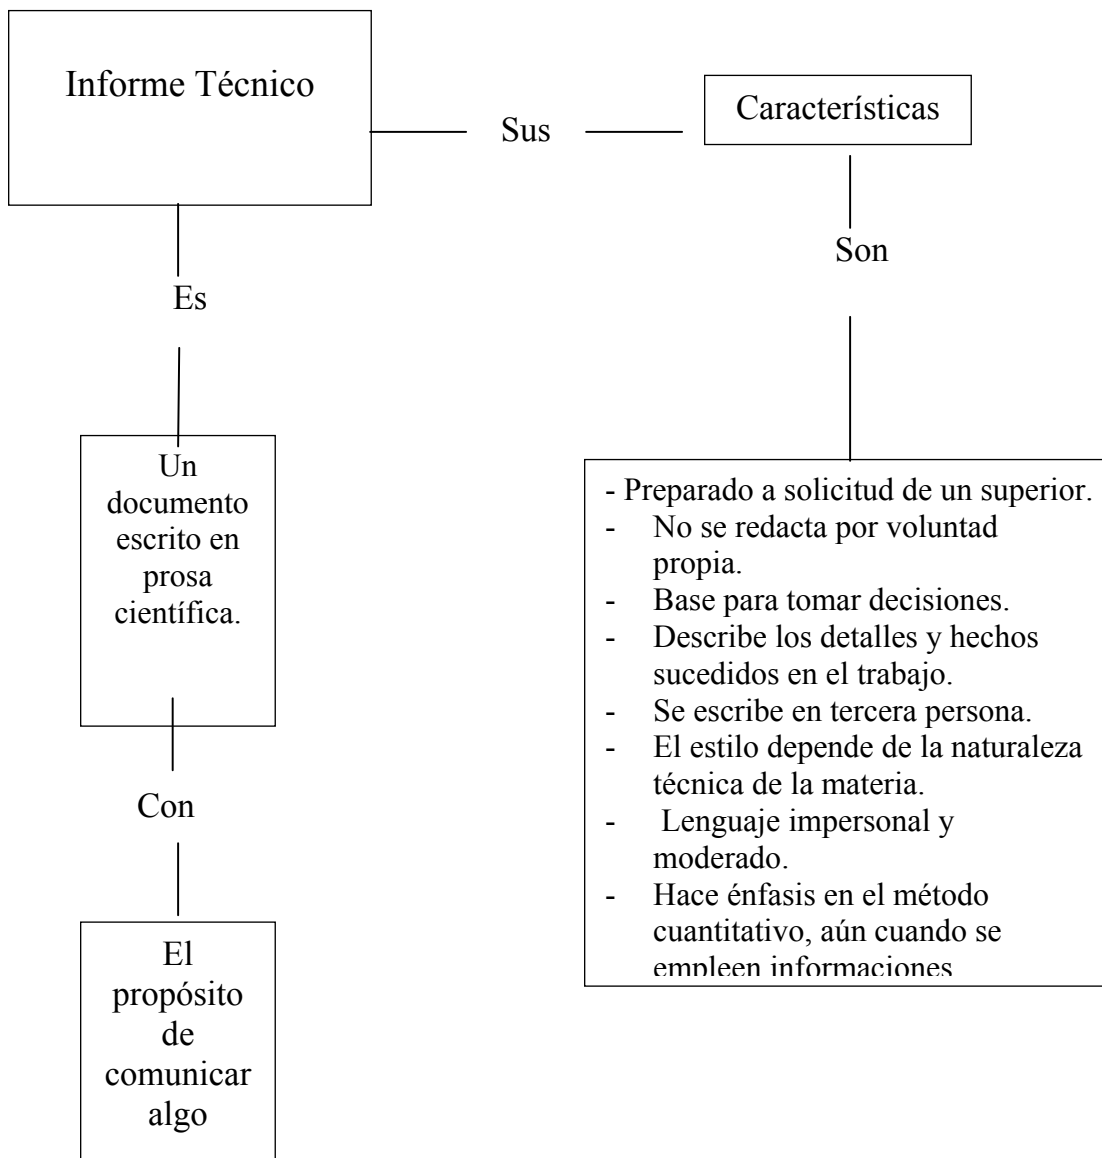 Informe Técnico
Sus
Característícas
Es
Son
Un
documento
escrito en
prosa
científica.
Con
El
propósito
de
comunicar
algo
- Preparado a solicitud de un superior.
- No se redacta por voluntad
propia.
- Base para tomar decisiones.
- Describe los detalles y hechos
sucedidos en el trabajo.
- Se escribe en tercera persona.
- El estilo depende de la naturaleza
técnica de la materia.
- Lenguaje impersonal y
moderado.
- Hace énfasis en el método
cuantitativo, aún cuando se
empleen informaciones